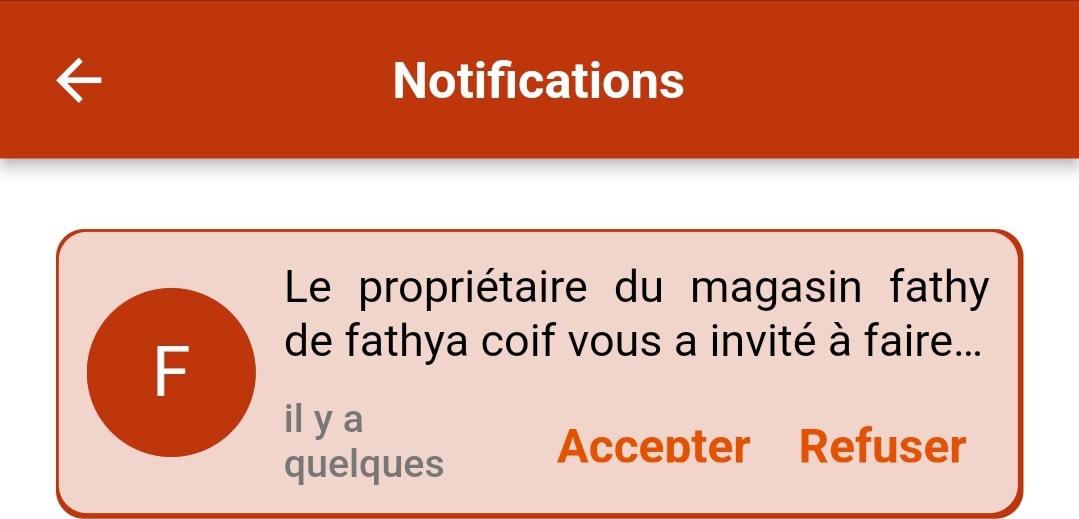 Notifications
F
Le propriétaire du magasin fathy
de fathya coif vous a invité à faire...
il y a
quelques
Accepter Refuser